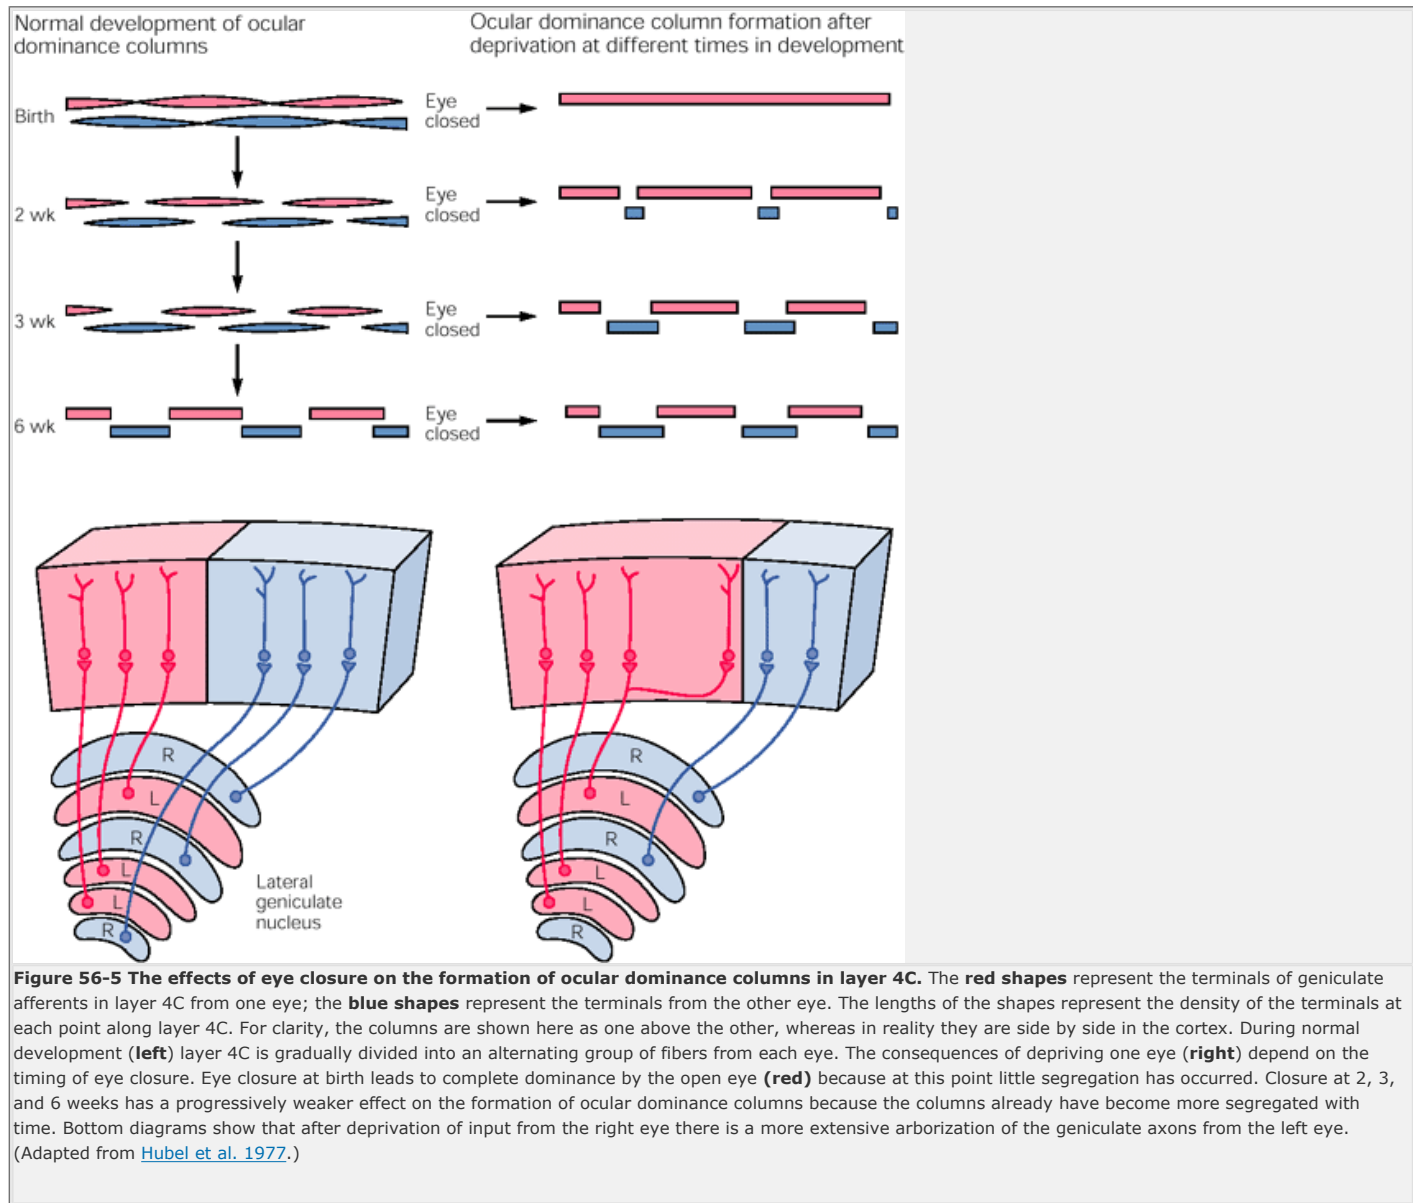 Normal development of ocular
dominance columns
Ocular dominance column formation after
deprivation at different times in development
Birth
Eye
closed
2 wk
Eye
closed
3 wk
Eye
closed
6 wk
Eye
closed
R
L
R
L
L
R
Lateral
geniculate
nucleus
R
L
R
L
L
R
Figure 56-5 The effects of eye closure on the formation of ocular dominance columns in layer 4C. The red shapes represent the terminals of geniculate
afferents in layer 4C from one eye; the blue shapes represent the terminals from the other eye. The lengths of the shapes represent the density of the terminals at
each point along layer 4C. For clarity, the columns are shown here as one above the other, whereas in reality they are side by side in the cortex. During normal
development (left) layer 4C is gradually divided into an alternating group of fibers from each eye. The consequences of depriving one eye (right) depend on the
timing of eye closure. Eye closure at birth leads to complete dominance by the open eye (red) because at this point little segregation has occurred. Closure at 2, 3,
and 6 weeks has a progressively weaker effect on the formation of ocular dominance columns because the columns already have become more segregated with
time. Bottom diagrams show that after deprivation of input from the right eye there is a more extensive arborization of the geniculate axons from the left eye.
(Adapted from Hubel et al. 1977.)